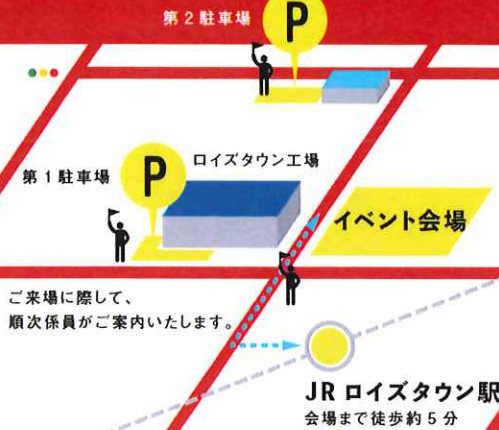 第2駐車場
P
第1駐車場
P
ロイズタウン工場
イベント会場
ご来場に際して、
順次係員がご案内いたします。
JR ロイズタウン駅
会場まで徒歩約5分